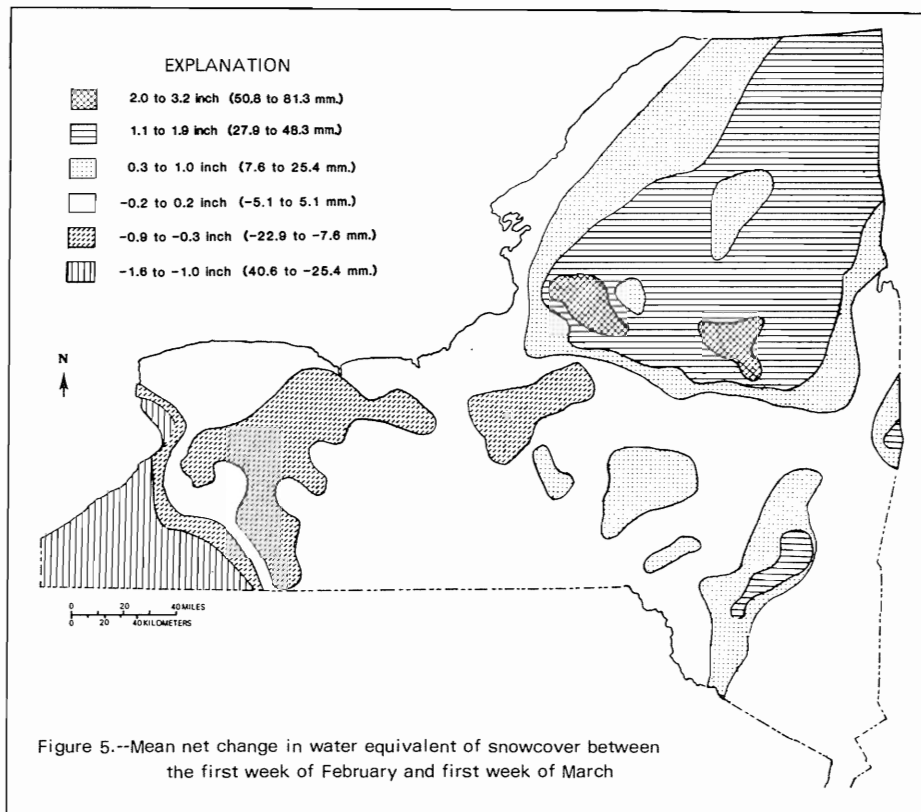 EXPLANATION
2.0 to 3.2 inch (50.8 to 81.3 mm.)
1.1 to 1.9 inch (27.9 to 48.3 mm.)
0.3 to 1.0 inch (7.6 to 25.4 mm.)
-0.2 to 0.2 inch (-5.1 to 5.1 mm.)
-0.9 to -0.3 inch (-22.9 to -7.6 mm.)
-1.6 to -1.0 inch (40.6 to -25.4 mm.)
N
0 20 40 MILES
0 20 40 KILOMETERS
Figure 5.--Mean net change in water equivalent of snowcover between
the first week of February and first week of March